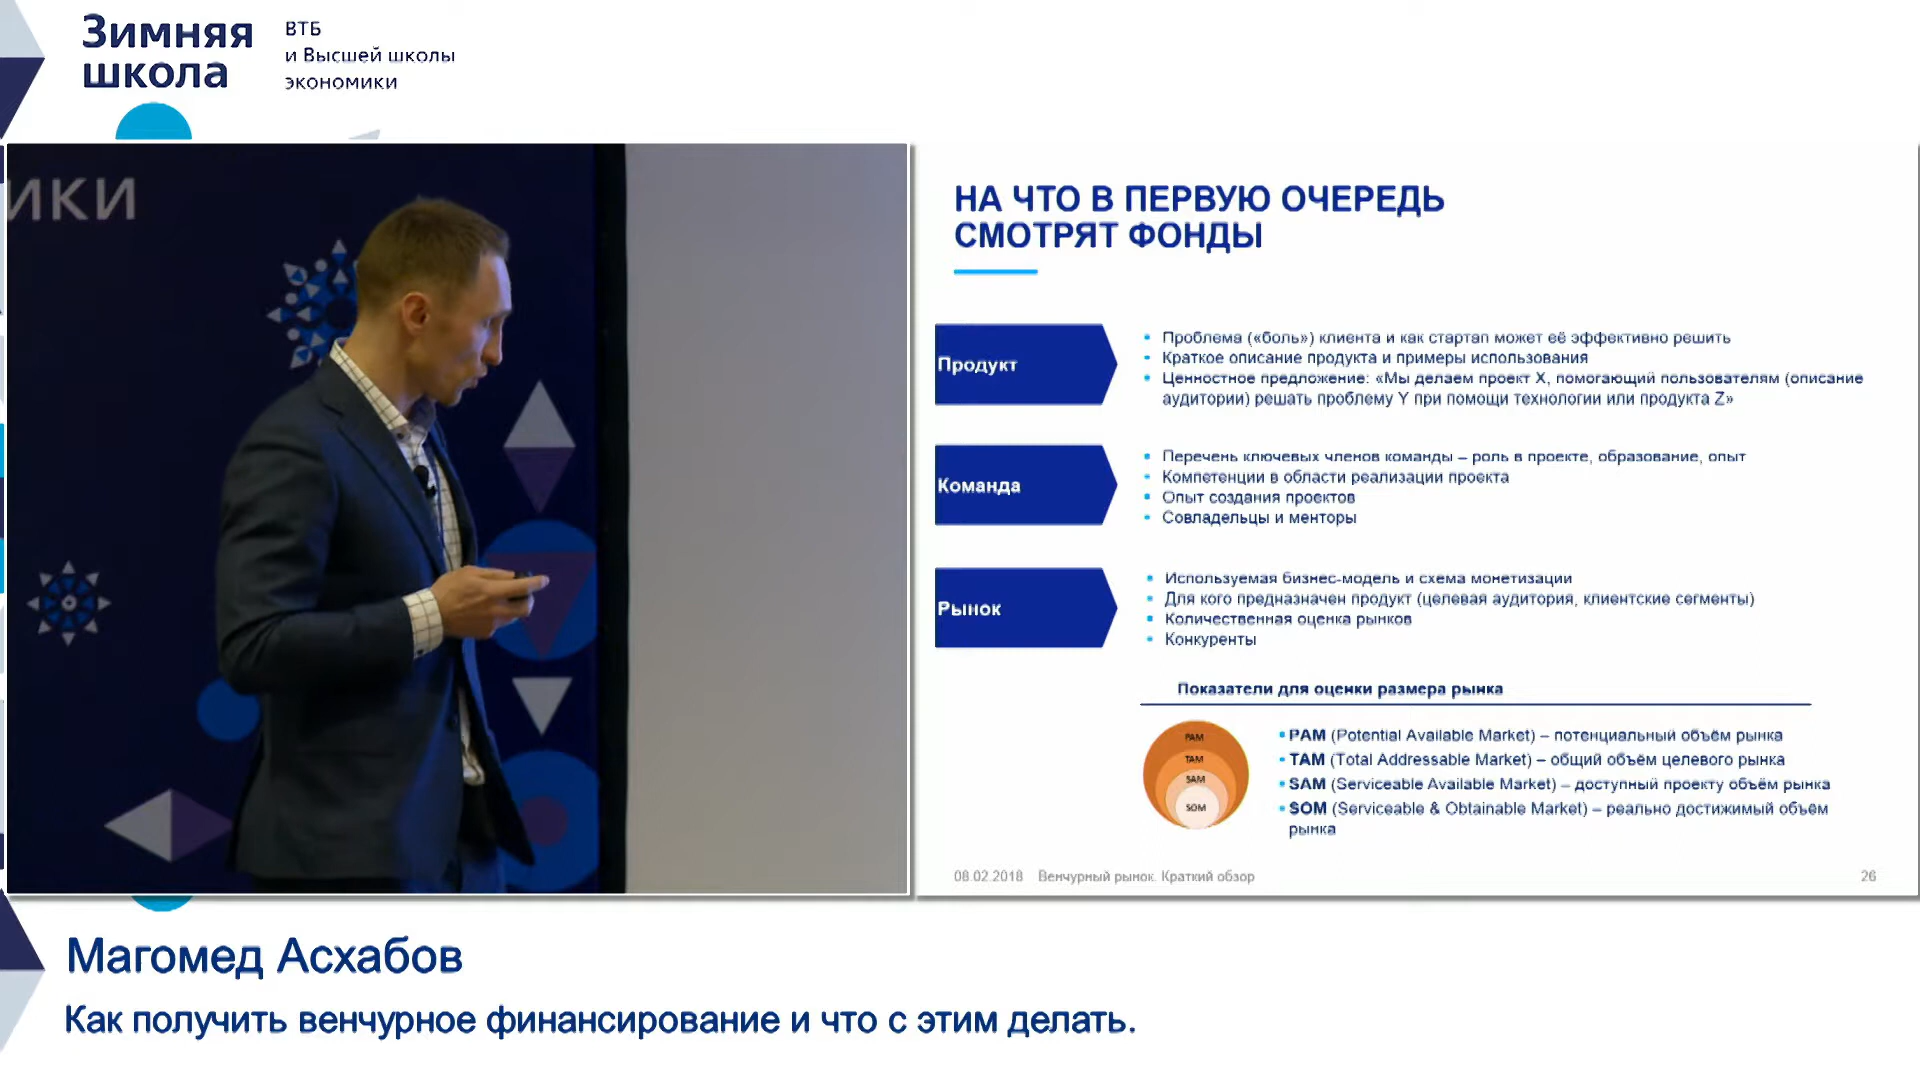 Зимняя
школа
ВТБ
и Высшей школы
экономики
ИКИ
НА ЧТО В ПЕРВУЮ ОЧЕРЕДЬ
СМОТРЯТ ФОНДЫ
Продукт
• Проблема («боль») клиента и как стартап может её эффективно решить
• Краткое описание продукта и примеры использования
• Ценностное предложение: «Мы делаем проект X, помогающий пользователям (описание
аудитории) решать проблему Y при помощи технологии или продукта Z»
Команда
• Перечень ключевых членов команды – роль в проекте, образование, опыт
• Компетенции в области реализации проекта
• Опыт создания проектов
• Совладельцы и менторы
Рынок
• Используемая бизнес-модель и схема монетизации
• Для кого предназначен продукт (целевая аудитория, клиентские сегменты)
• Количественная оценка рынков
• Конкуренты
Показатели для оценки размера рынка
PAM
TAM
SAM
SOM
• PAM (Potential Available Market) – потенциальный объём рынка
• TAM (Total Addressable Market) – общий объём целевого рынка
• SAM (Serviceable Available Market) – доступный проекту объём рынка
• SOM (Serviceable & Obtainable Market) – реально достижимый объём
рынка
08.02.2018 Венчурный рынок. Краткий обзор
26
Магомед Асхабов
Как получить венчурное финансирование и что с этим делать.